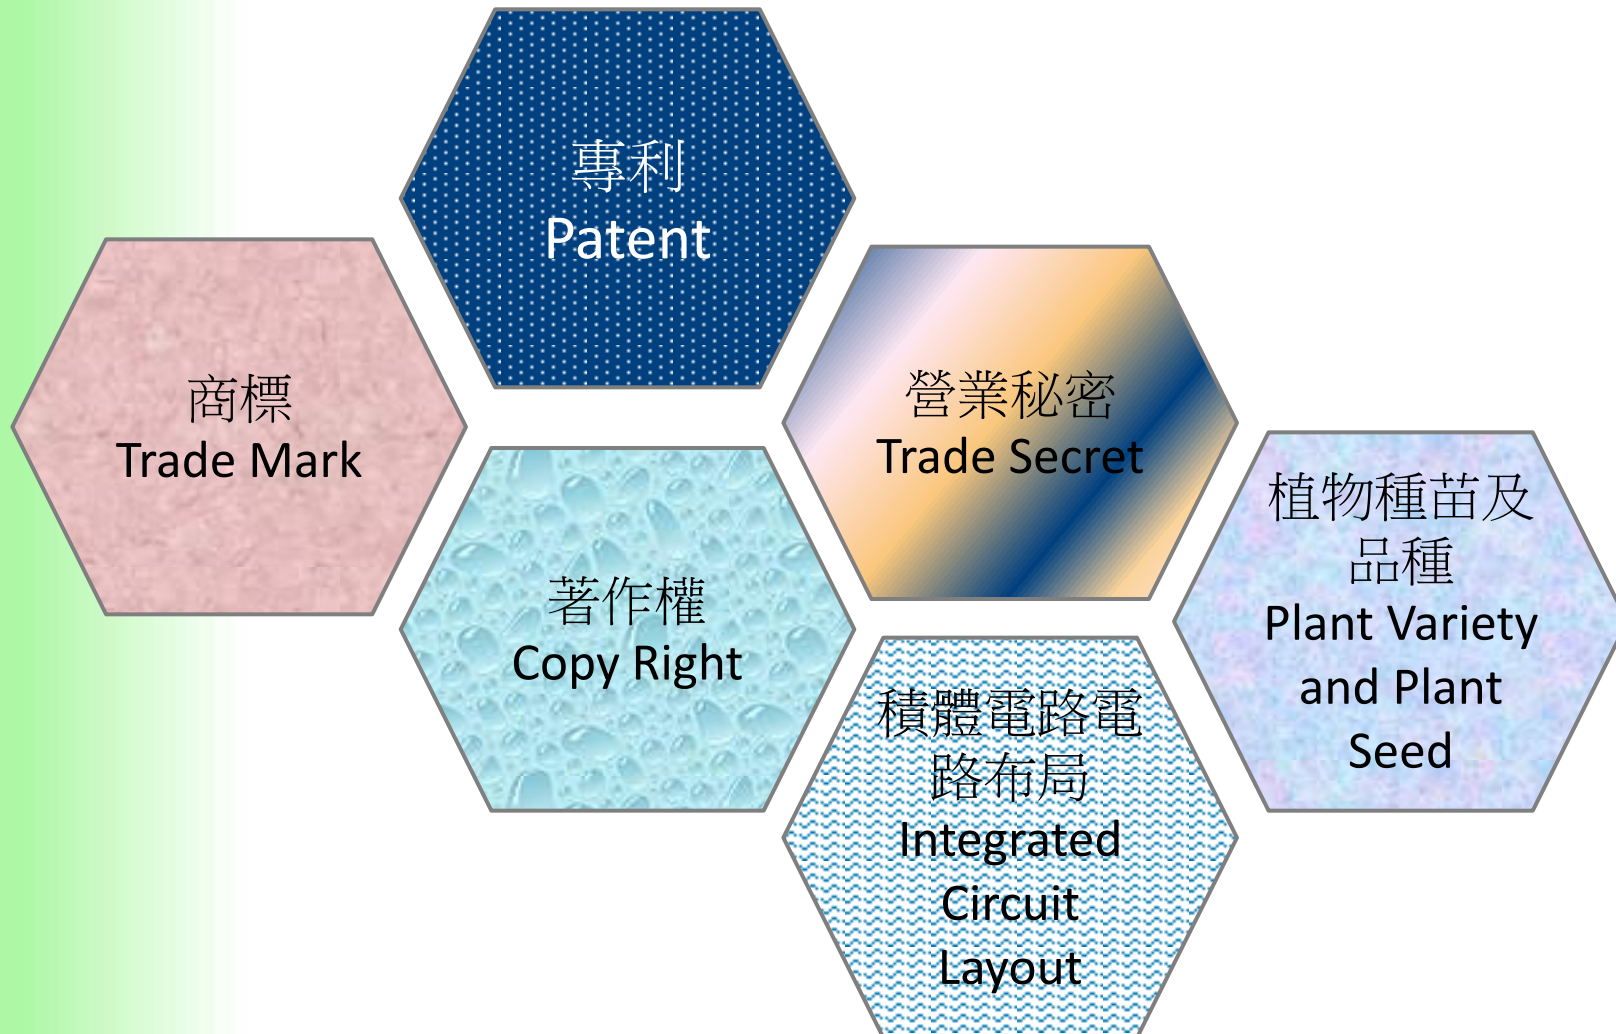 專利
Patent
商標
Trade Mark
營業秘密
Trade Secret
著作權
Copy Right
植物種苗及
品種
Plant Variety
and Plant
Seed
積體電路電
路布局
Integrated
Circuit
Layout